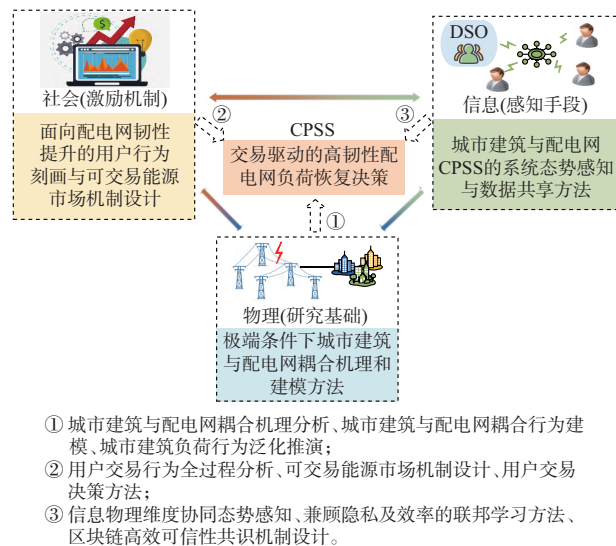 $
DSO
社会(激励机制)
②
③
信息(感知手段)
面向配电网韧性
提升的用户行为
刻画与可交易能源
市场机制设计
CPSS
交易驱动的高韧性配
电网负荷恢复决策
城市建筑与配电网
CPSS的系统态势感知
与数据共享方法
①
物理(研究基础)
极端条件下城市建筑
与配电网耦合机理和
建模方法
① 城市建筑与配电网耦合机理分析、城市建筑与配电网耦合行为建
模、城市建筑负荷行为泛化推演；
② 用户交易行为全过程分析、可交易能源市场机制设计、用户交易
决策方法；
③ 信息物理维度协同态势感知、兼顾隐私及效率的联邦学习方法、
区块链高效可信性共识机制设计。